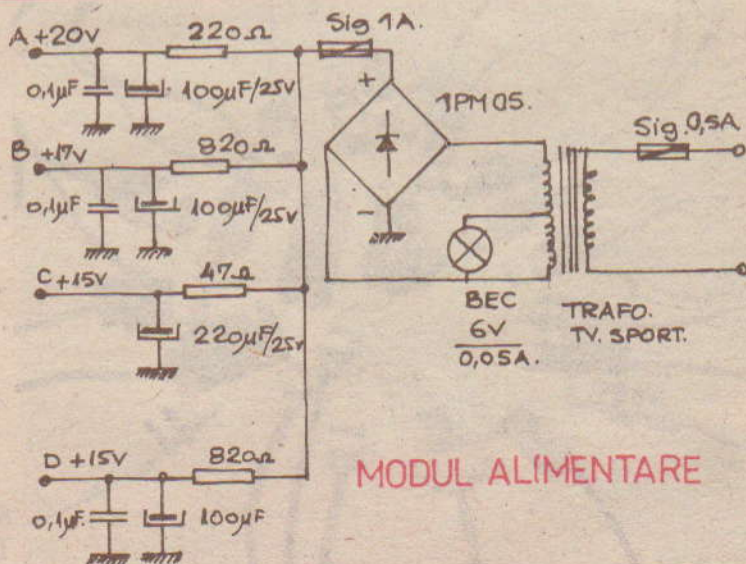 A +20V
220Ω
Sig 1A.
0,1µF
100µF/25V
+
1PM05.
Sig. 0,5A
B +17V
820Ω
0,1µF
100µF/25V
−
C +15V
47Ω
220µF/25V
BEC
6V
0,05A.
TRAFO.
TV. SPORT.
D +15V
820Ω
0,1µF.
100µF
MODUL ALIMENTARE